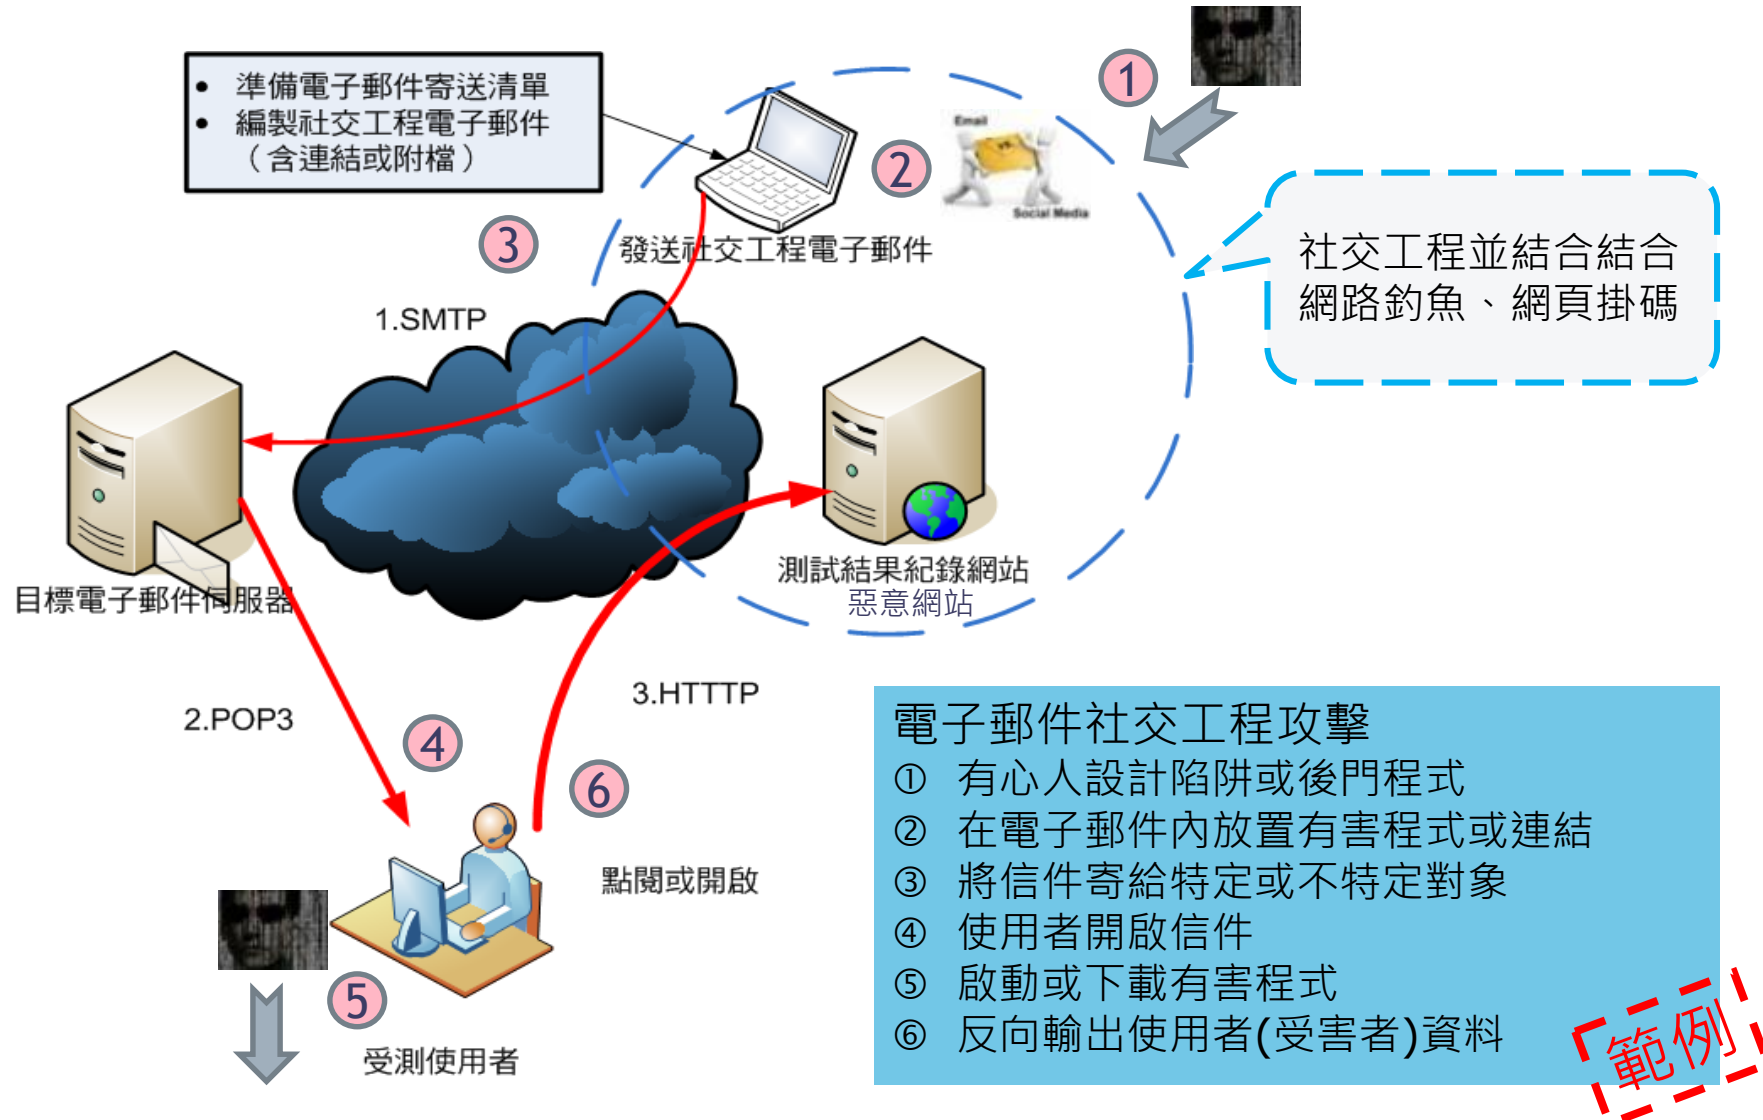 • 準備電子郵件寄送清單
• 編製社交工程電子郵件
（含連結或附檔）
1
Email
2
Social Media
3
發送社交工程電子郵件
社交工程並結合結合
網路釣魚、網頁掛碼
1.SMTP
測試結果紀錄網站
惡意網站
目標電子郵件伺服器
2.POP3
3.HTTTP
4
6
點閱或開啟
5
受測使用者
電子郵件社交工程攻擊
① 有心人設計陷阱或後門程式
② 在電子郵件內放置有害程式或連結
③ 將信件寄給特定或不特定對象
④ 使用者開啟信件
⑤ 啟動或下載有害程式
⑥ 反向輸出使用者(受害者)資料
範例